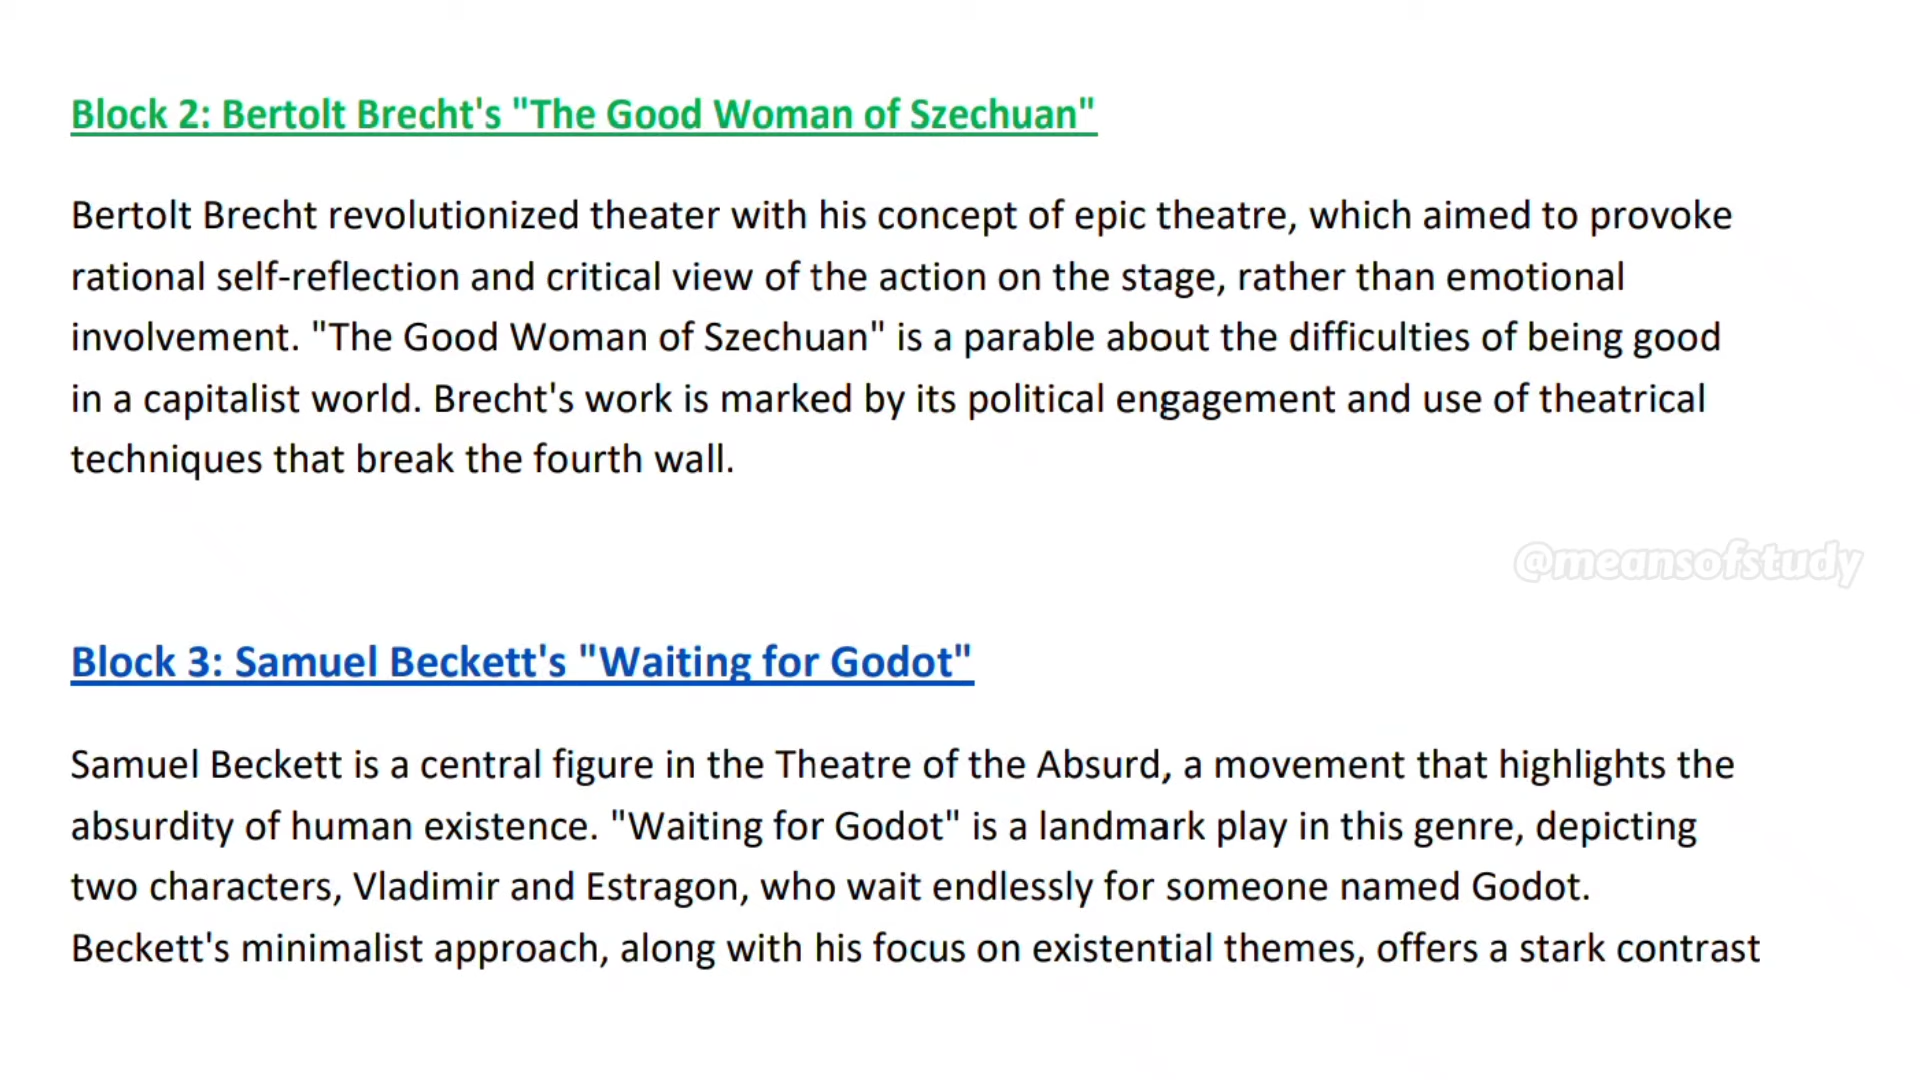 Block 2: Bertolt Brecht's "The Good Woman of Szechuan"
Bertolt Brecht revolutionized theater with his concept of epic theatre, which aimed to provoke
rational self-reflection and critical view of the action on the stage, rather than emotional
involvement. "The Good Woman of Szechuan" is a parable about the difficulties of being good
in a capitalist world. Brecht's work is marked by its political engagement and use of theatrical
techniques that break the fourth wall.
@meansofstudy
Block 3: Samuel Beckett's "Waiting for Godot"
Samuel Beckett is a central figure in the Theatre of the Absurd, a movement that highlights the
absurdity of human existence. "Waiting for Godot" is a landmark play in this genre, depicting
two characters, Vladimir and Estragon, who wait endlessly for someone named Godot.
Beckett's minimalist approach, along with his focus on existential themes, offers a stark contrast